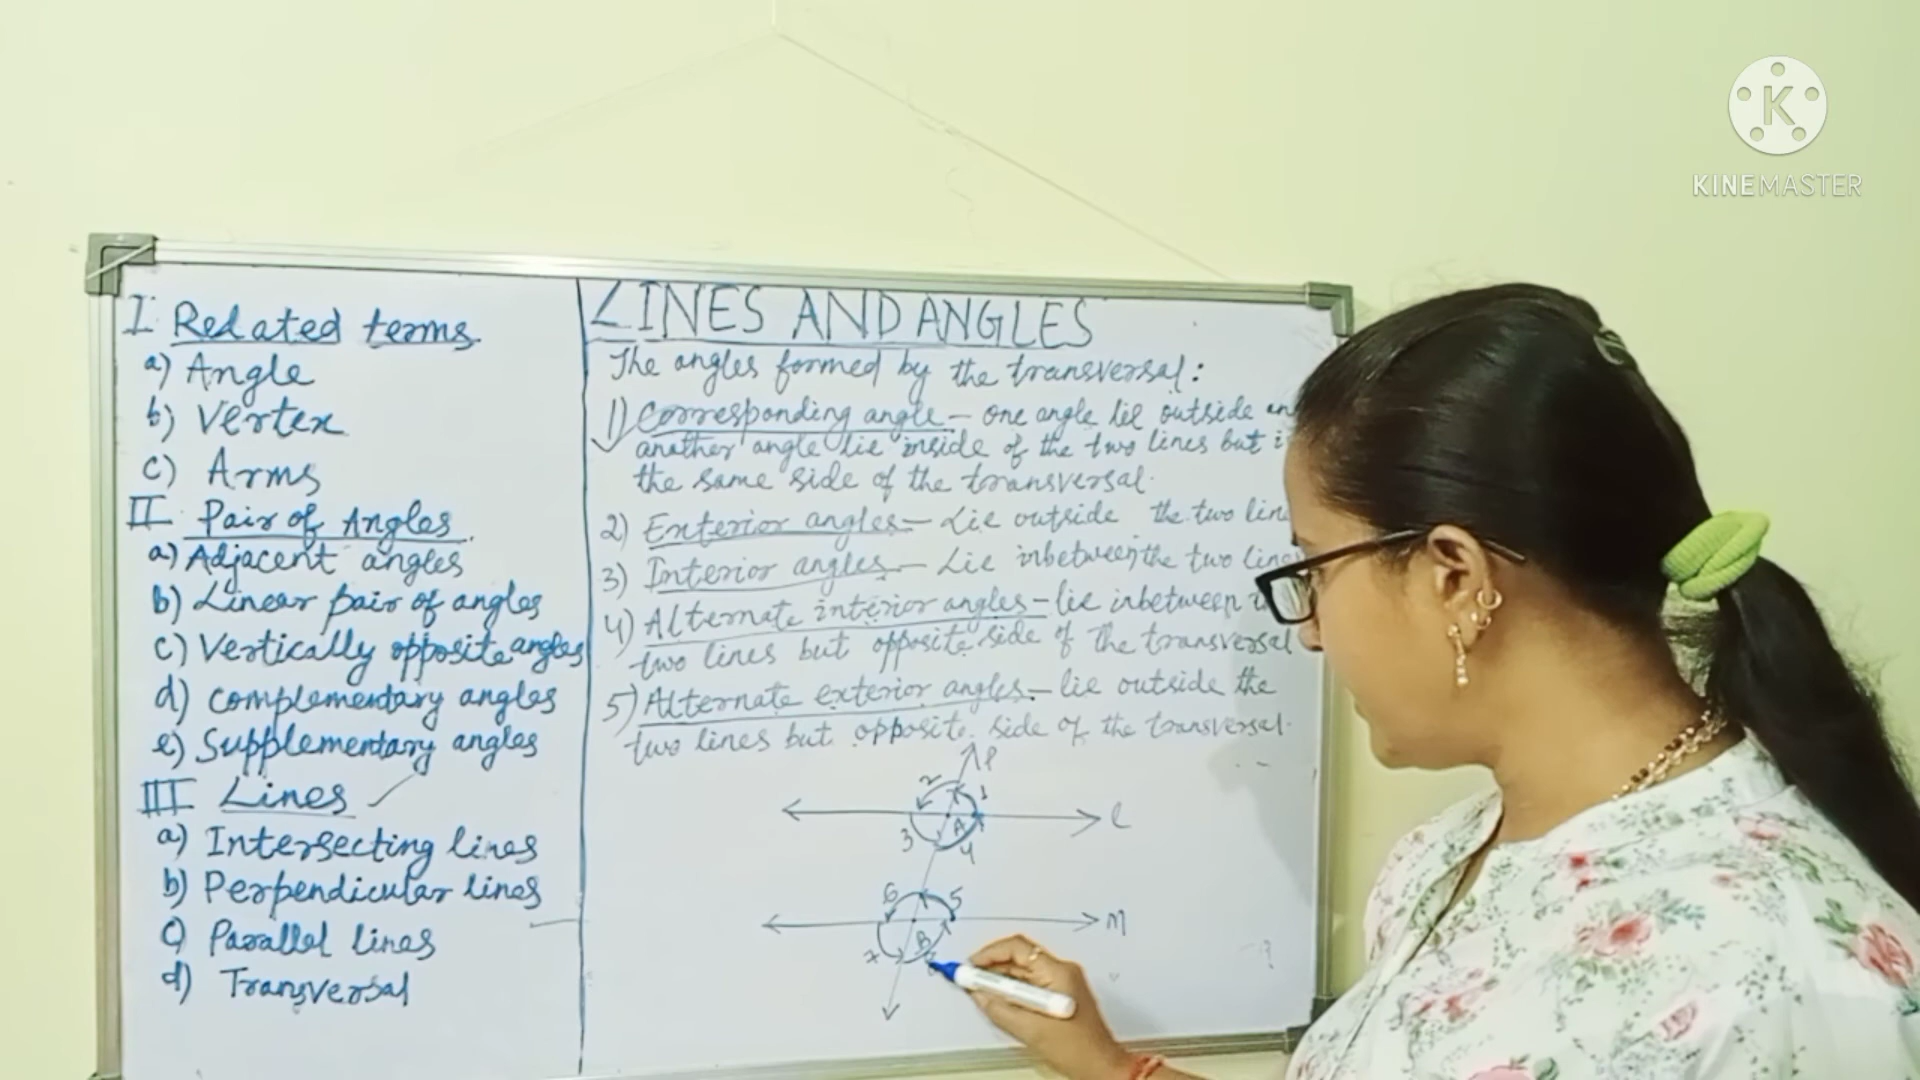 K
KINEMASTER
I Related terms
a) Angle
b) Vertex
c) Arms
II Pair of Angles
a) Adjacent angles
b) Linear pair of angles
c) Vertically opposite angles
d) complementary angles
e) Supplementary angles
III Lines
a) Intersecting lines
b) Perpendicular lines
c) Parallel lines
d) Transversal
LINES AND ANGLES
The angles formed by the transversal:
1) Corresponding angle - one angle lie outside
another angle lie inside of the two lines but
the same side of the transversal.
2) Exterior angles - Lie outside the two
3) Interior angles - Lie inbetween the two
4) Alternate interior angles - lie inbetween
two lines but opposite side of the transversal
5) Alternate exterior angles - lie outside the
two lines but opposite side of the transversal.
P
2 1
l
3 A 4
6 5
M
B
8